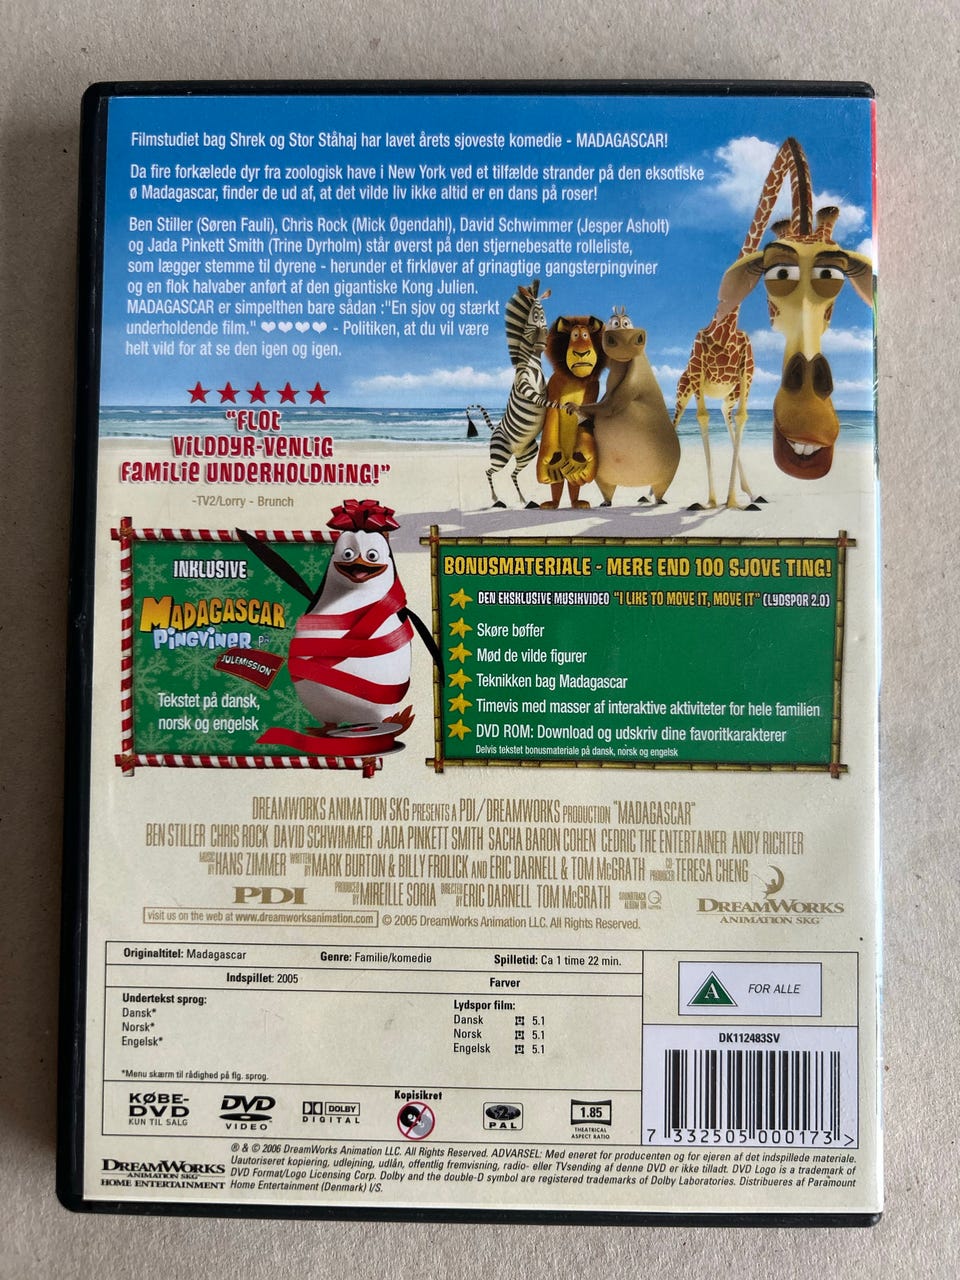 Filmstudiet bag Shrek og Stor Ståhaj har lavet årets sjoveste komedie - MADAGASCAR!
Da fire forkælede dyr fra zoologisk have i New York ved et tilfælde strander på den eksotiske
ø Madagascar, finder de ud af, at det vilde liv ikke altid er en dans på roser!
Ben Stiller (Søren Fauli), Chris Rock (Mick Øgendahl), David Schwimmer (Jesper Asholt)
og Jada Pinkett Smith (Trine Dyrholm) står øverst på den stjernebesatte rolleliste,
som lægger stemme til dyrene - herunder et firkløver af grinagtige gangsterpingviner
og en flok halvaber anført af den gigantiske Kong Julien.
MADAGASCAR er simpelthen bare sådan :"En sjov og stærkt
underholdende film." ♥♥♥♥ - Politiken, at du vil være
helt vild for at se den igen og igen.
★★★★★
"FLOT
VILDDYR-VENLIG
FAMILIE UNDERHOLDNING!"
-TV2/Lorry - Brunch
INKLUSIVE
MADAGASCAR
PINGVINER PÅ
JULEMISSION
Tekstet på dansk,
norsk og engelsk
BONUSMATERIALE - MERE END 100 SJOVE TING!
DEN EKSKLUSIVE MUSIKVIDEO "I LIKE TO MOVE IT, MOVE IT" (LYDSPOR 2.0)
Skøre bøffer
Mød de vilde figurer
Teknikken bag Madagascar
Timevis med masser af interaktive aktiviteter for hele familien
DVD ROM: Download og udskriv dine favoritkarakterer
Delvis tekstet bonusmateriale på dansk, norsk og engelsk
DREAMWORKS ANIMATION SKG PRESENTS A PDI/DREAMWORKS PRODUCTION "MADAGASCAR"
BEN STILLER CHRIS ROCK DAVID SCHWIMMER JADA PINKETT SMITH SACHA BARON COHEN CEDRIC THE ENTERTAINER ANDY RICHTER
MUSIC BY HANS ZIMMER WRITTEN BY MARK BURTON & BILLY FROLICK AND ERIC DARNELL & TOM McGRATH CO-PRODUCER TERESA CHENG
PDI PRODUCED BY MIREILLE SORIA DIRECTED BY ERIC DARNELL TOM McGRATH SOUNDTRACK ALBUM ON
DREAMWORKS
ANIMATION SKG
visit us on the web at www.dreamworksanimation.com © 2005 DreamWorks Animation LLC. All Rights Reserved.
Originaltitel: Madagascar Genre: Familie/komedie Spilletid: Ca 1 time 22 min.
Indspillet: 2005 Farver
Undertekst sprog:
Dansk*
Norsk*
Engelsk*
*Menu skærm til rådighed på flg. sprog.
Lydspor film:
Dansk 5.1
Norsk 5.1
Engelsk 5.1
A FOR ALLE
DK112483SV
7 332505 000173 >
KØBE-
DVD
KUN TIL SALG
DVD
VIDEO
DOLBY
DIGITAL
Kopisikret
2
PAL
1.85
THEATRICAL
ASPECT RATIO
DREAMWORKS
ANIMATION SKG
HOME ENTERTAINMENT
® & © 2006 DreamWorks Animation LLC. All Rights Reserved. ADVARSEL: Med eneret for producenten og for ejeren af det indspillede materiale.
Uautoriseret kopiering, udlejning, udlån, offentlig fremvisning, radio- eller TVsending af denne DVD er ikke tilladt. DVD Logo is a trademark of
DVD Format/Logo Licensing Corp. Dolby and the double-D symbol are registered trademarks of Dolby Laboratories. Distribueres af Paramount
Home Entertainment (Denmark) I/S.